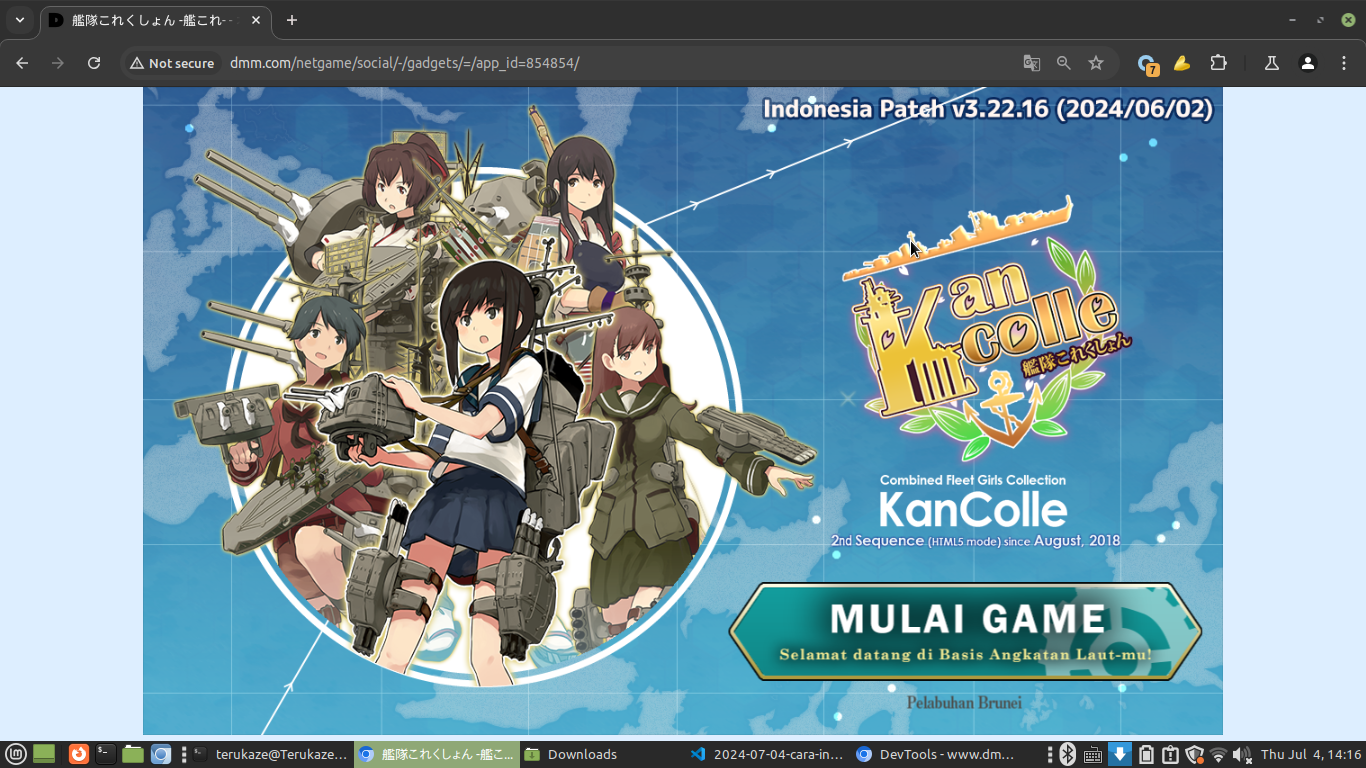 艦隊これくしょん -艦これ- -
Not secure
dmm.com/netgame/social/-/gadgets/=/app_id=854854/
7
Indonesia Patch v3.22.16 (2024/06/02)
Kan
colle
艦隊これくしょん
Combined Fleet Girls Collection
KanColle
2nd Sequence (HTML5 mode) since August, 2018
MULAI GAME
Selamat datang di Basis Angkatan Laut-mu!
Pelabuhan Brunei
terukaze@Terukaze...
艦隊これくしょん -艦こ...
Downloads
2024-07-04-cara-in...
DevTools - www.dm...
Thu Jul 4, 14:16